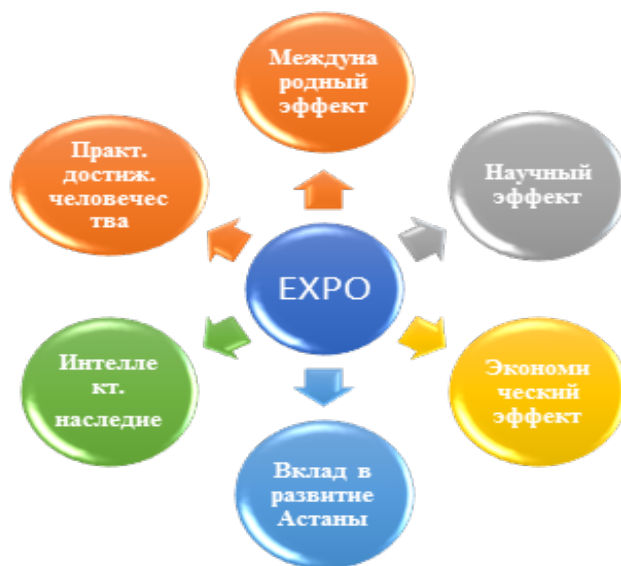 Междуна
родный
эффект
Практ.
достиж.
человечес
тва
Научный
эффект
EXPO
Интелле
кт.
наследие
Экономи
ческий
эффект
Вклад в
развитие
Астаны